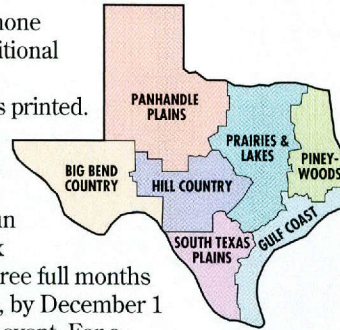 hone
itional
s printed.
PANHANDLE
PLAINS
PRAIRIES &
LAKES
PINEY-
WOODS
BIG BEND
COUNTRY
HILL COUNTRY
SOUTH TEXAS
PLAINS
GULF COAST
x
ree full months
, by December 1